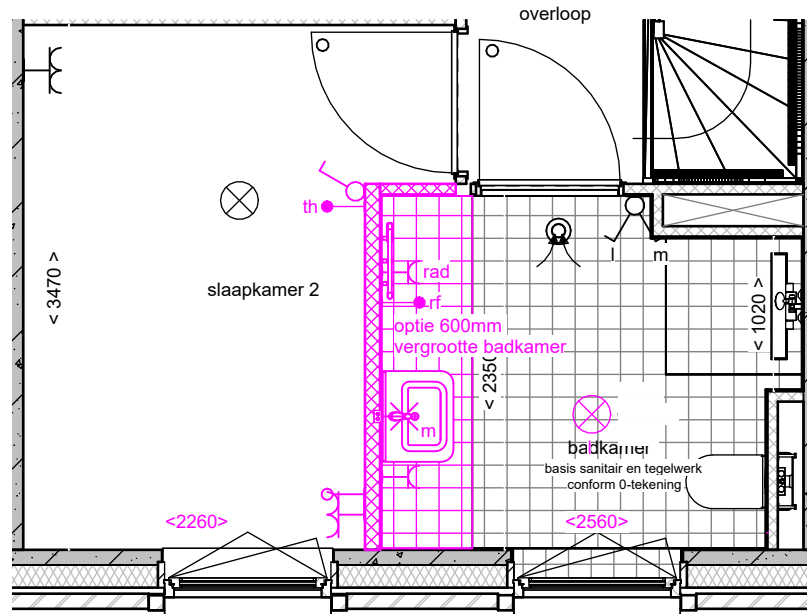 overloop
th
l
m
rad
rf
< 3470 >
slaapkamer 2
< 1020 >
optie 600mm
vergrootte badkamer
< 2350
m
badkamer
basis sanitair en tegelwerk
conform 0-tekening
<2260>
<2560>